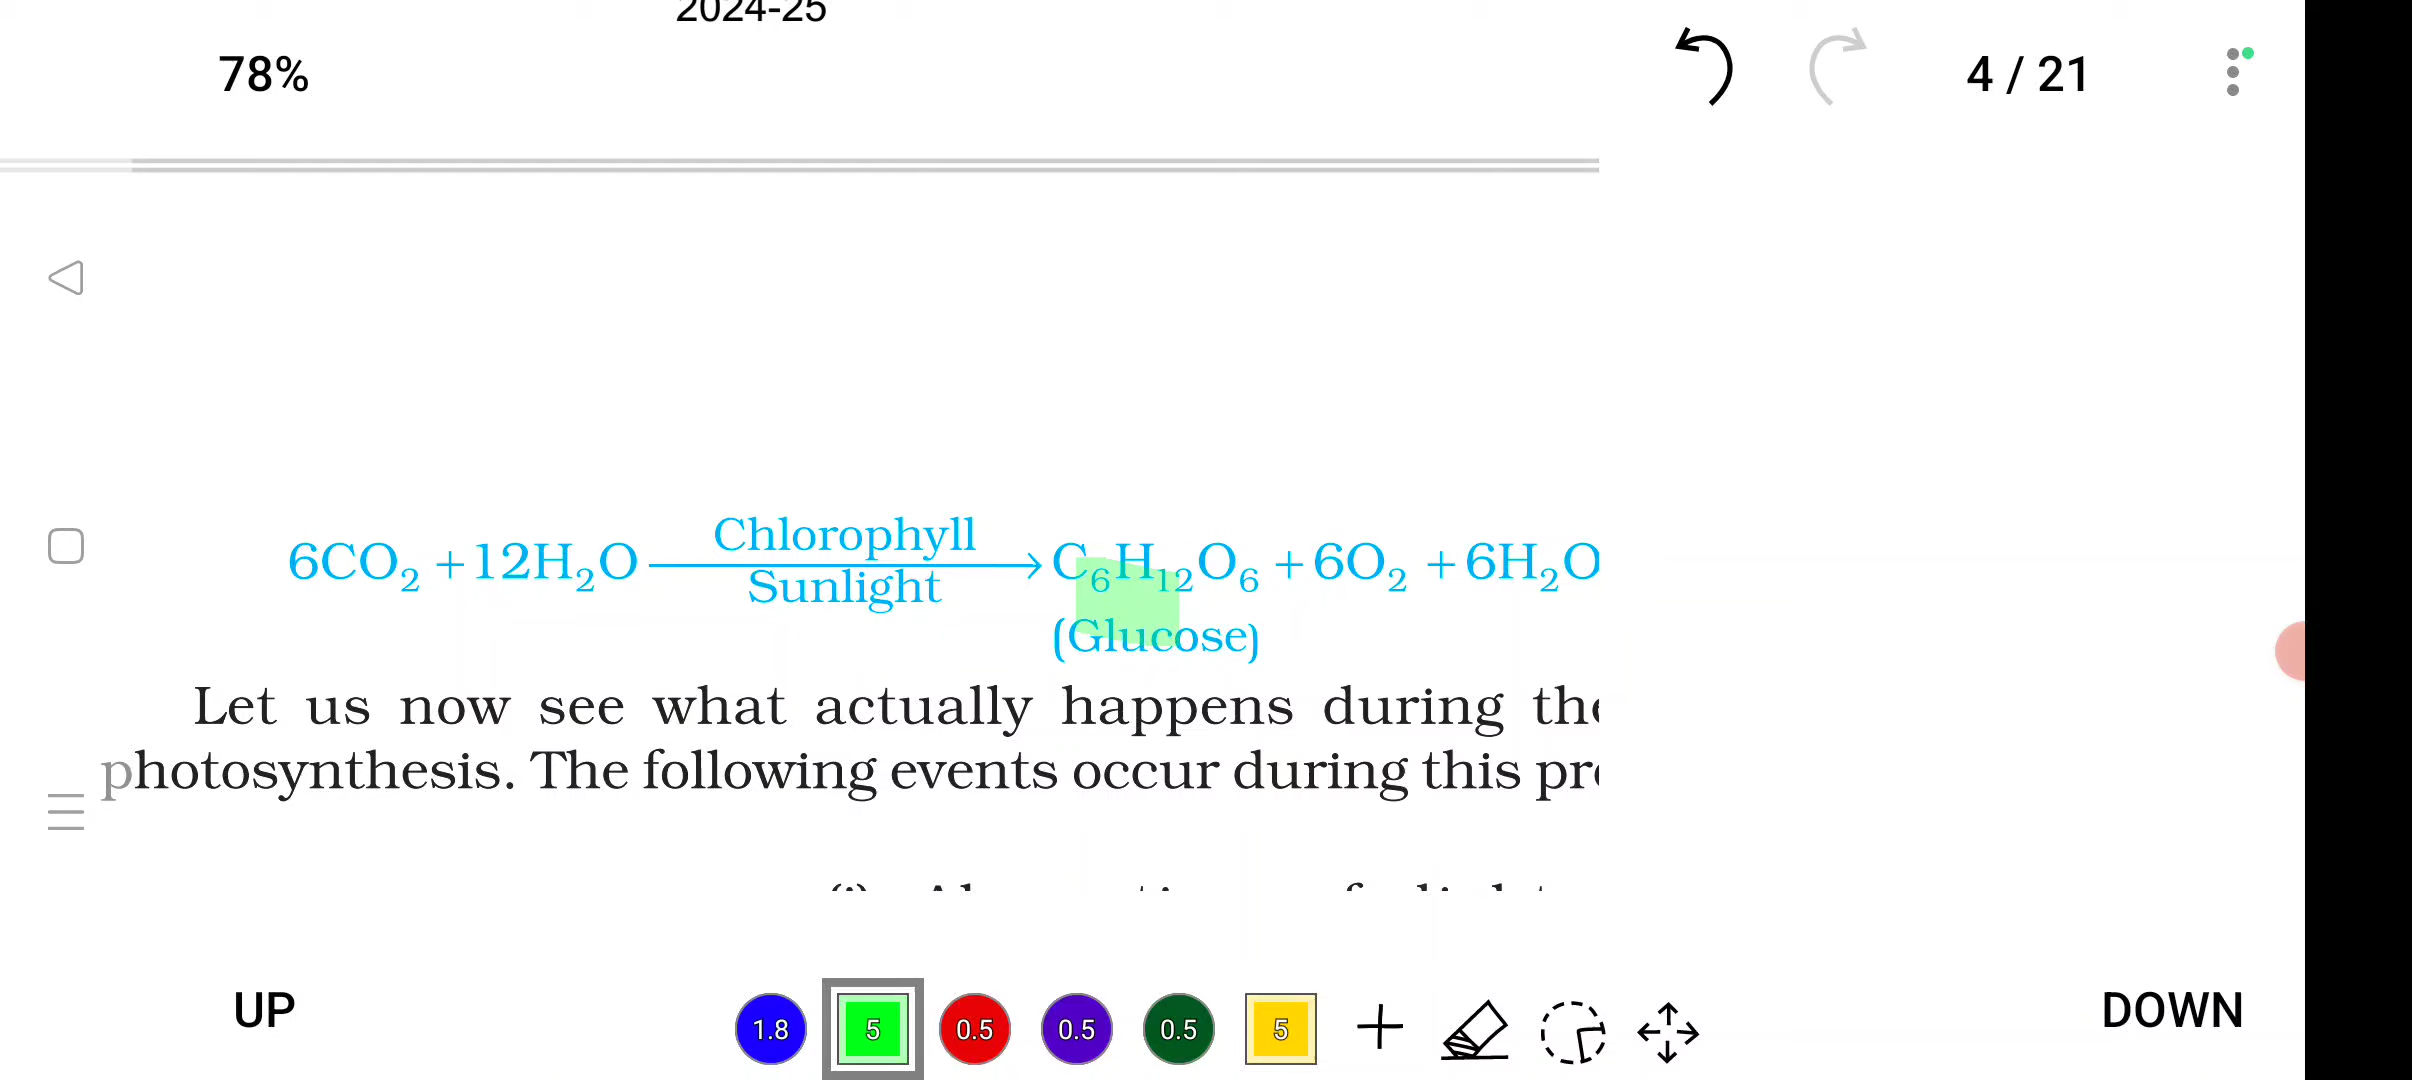 2024-25
78%
4 / 21
6CO₂ +12H₂O Chlorophyll Sunlight → C₆H₁₂O₆ + 6O₂ + 6H₂O
(Glucose)
Let us now see what actually happens during the
photosynthesis. The following events occur during this pro
UP
1.8 5 0.5 0.5 0.5 5
DOWN